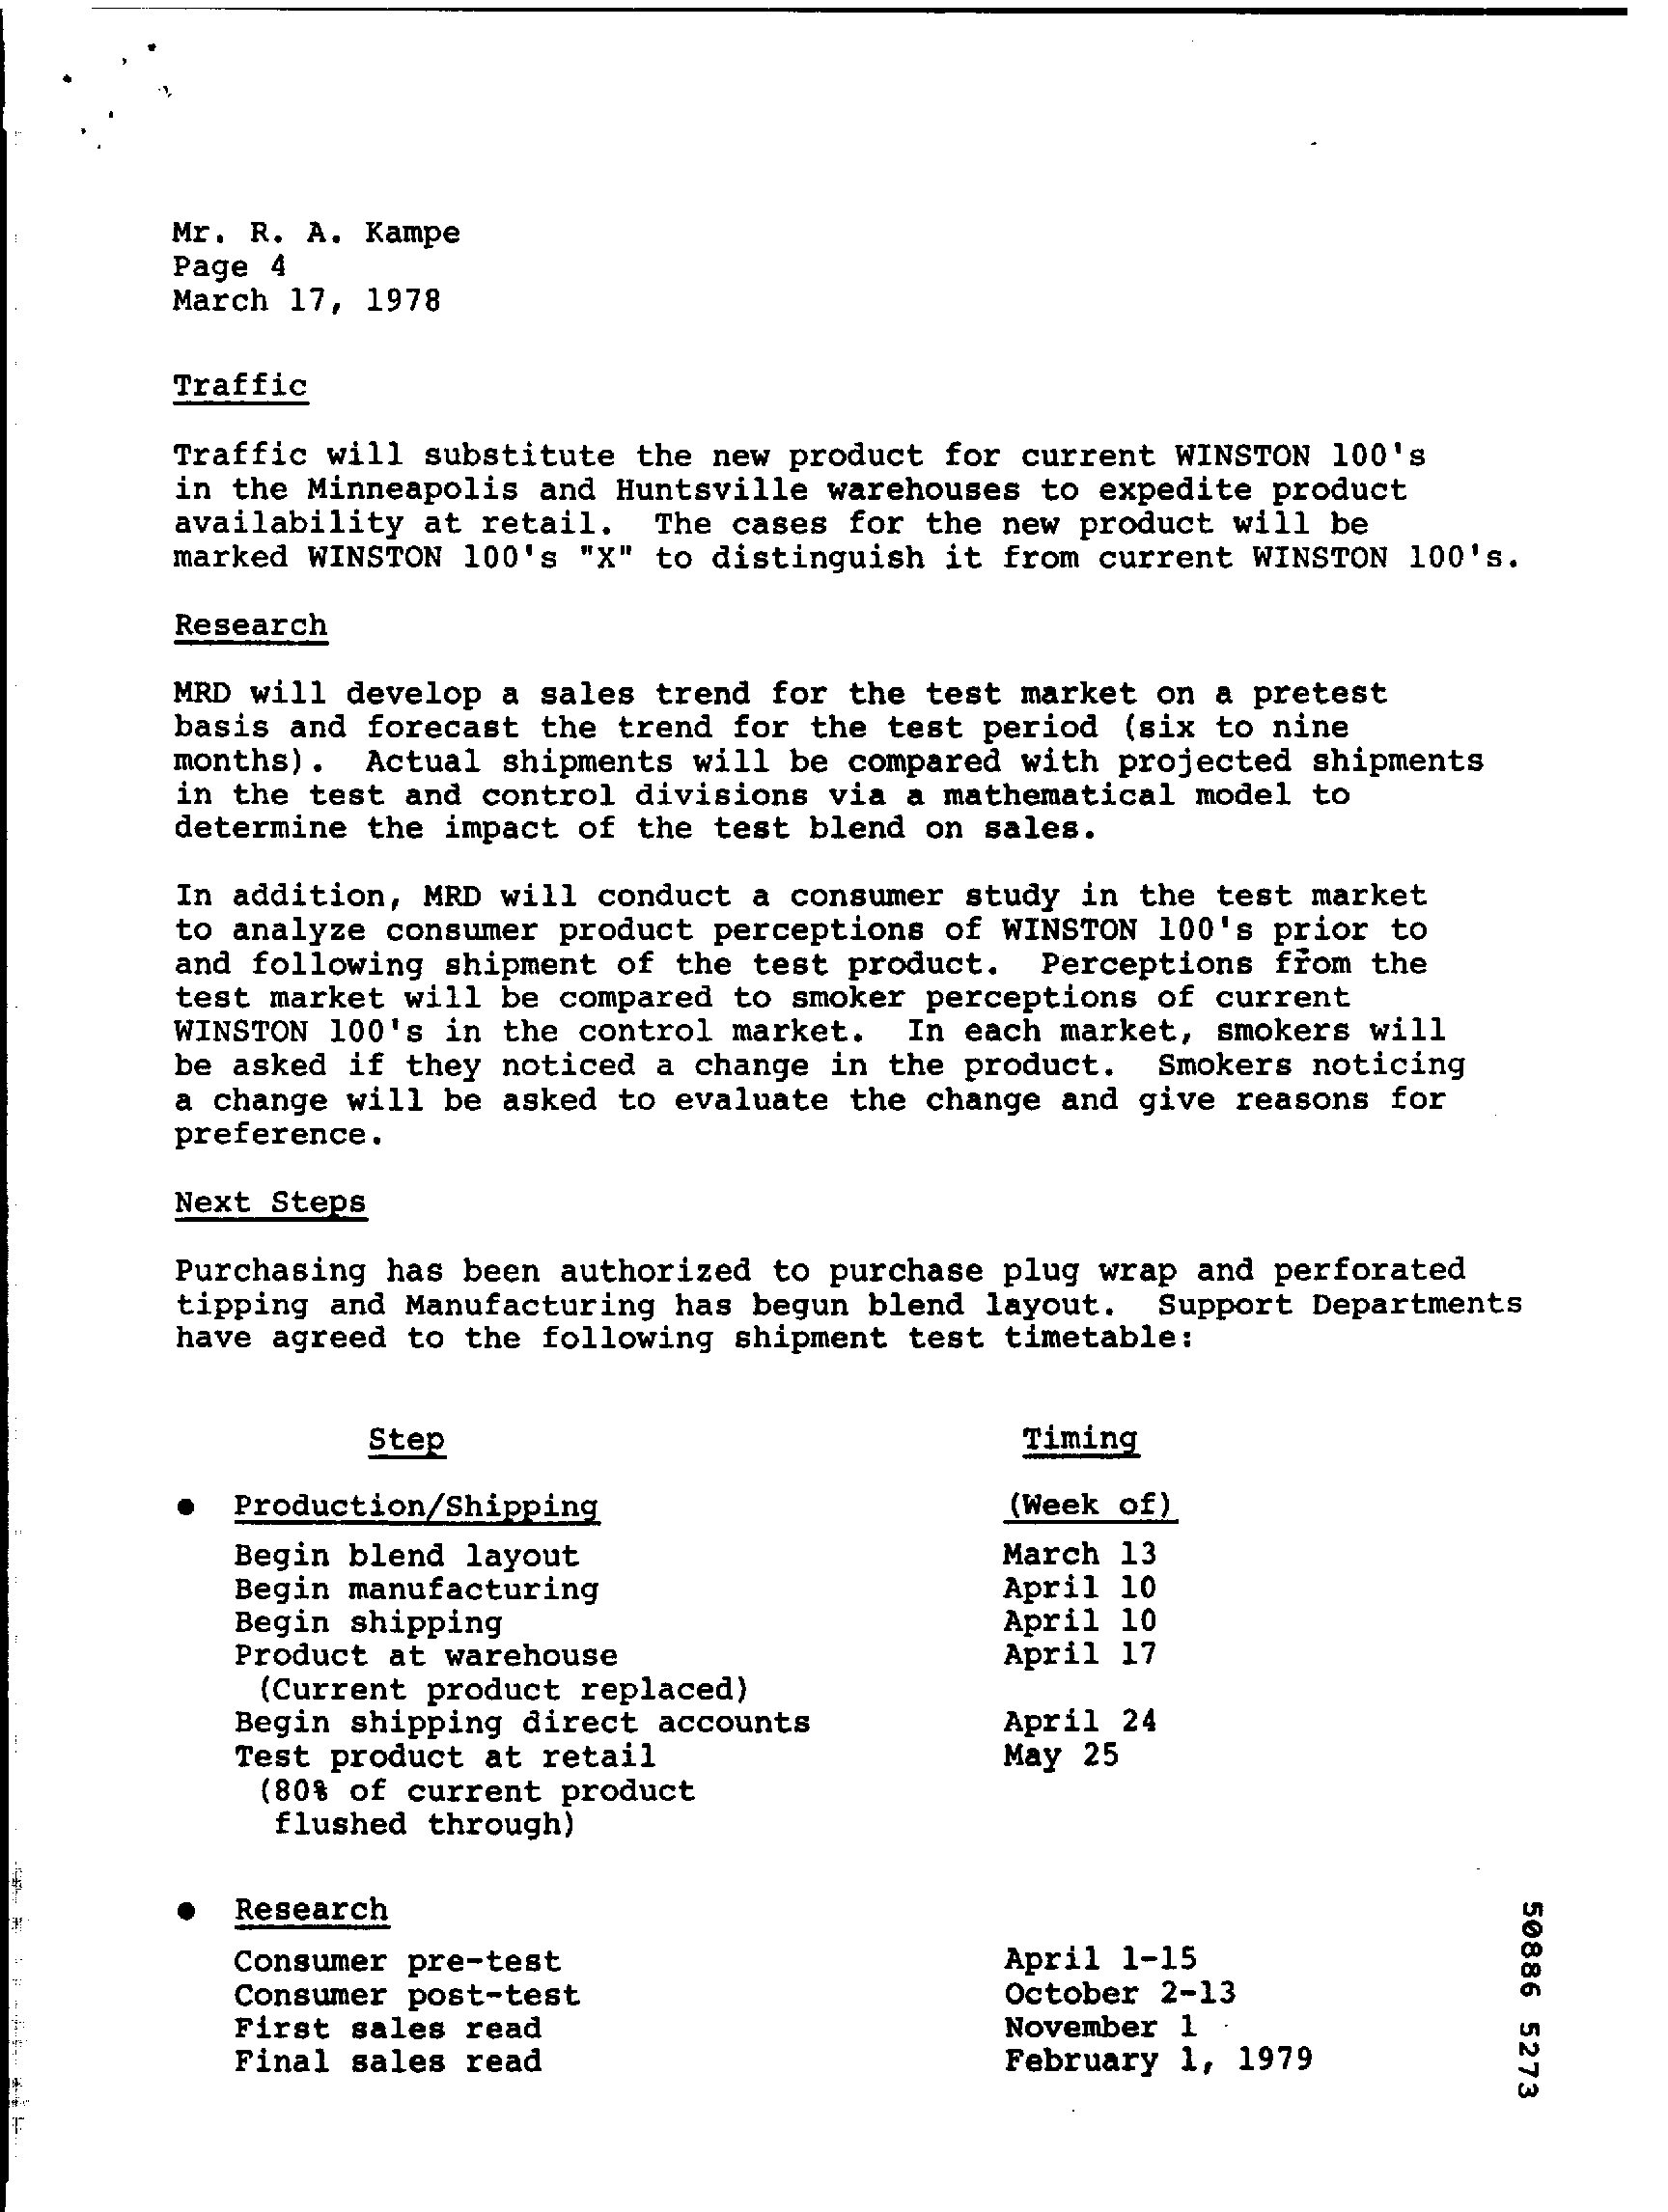 Mr. R. A. Kampe
Page 4
March 17, 1978
Traffic
Traffic will substitute the new product for current WINSTON 100's
in the Minneapolis and Huntsville warehouses to expedite product
availability at retail. The cases for the new product will be
marked WINSTON 100's "X" to distinguish it from current WINSTON 100's.
Research
MRD will develop a sales trend for the test market on a pretest
basis and forecast the trend for the test period (six to nine
months). Actual shipments will be compared with projected shipments
in the test and control divisions via a mathematical model to
determine the impact of the test blend on sales.
In addition, MRD will conduct a consumer study in the test market
to analyze consumer product perceptions of WINSTON 100's prior to
and following shipment of the test product. Perceptions from the
test market will be compared to smoker perceptions of current
WINSTON 100's in the control market. In each market, smokers will
be asked if they noticed a change in the product. Smokers noticing
a change will be asked to evaluate the change and give reasons for
preference.
Next Steps
Purchasing has been authorized to purchase plug wrap and perforated
tipping and Manufacturing has begun blend layout. Support Departments
have agreed to the following shipment test timetable:
Step Timing
● Production/Shipping (Week of)
Begin blend layout March 13
Begin manufacturing April 10
Begin shipping April 10
Product at warehouse April 17
(Current product replaced)
Begin shipping direct accounts April 24
Test product at retail May 25
(80% of current product
flushed through)
● Research
Consumer pre-test April 1-15
Consumer post-test October 2-13
First sales read November 1
Final sales read February 1, 1979
50886 5273